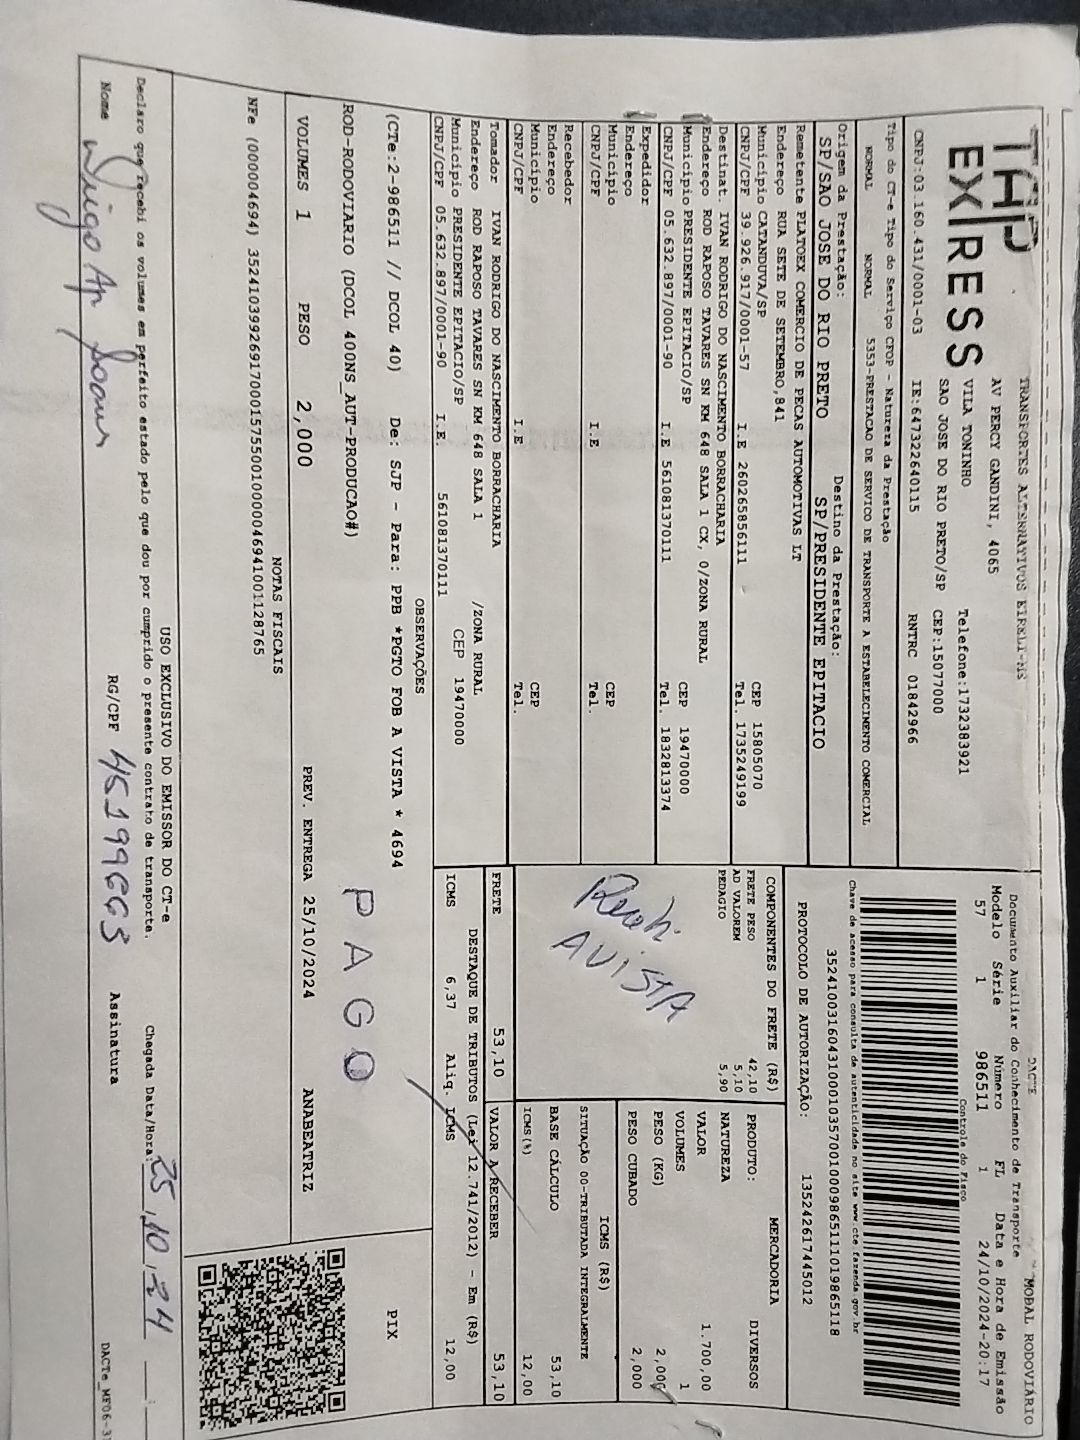 THP
EXPRESS
TRANSPORTES ALTERNATIVOS EIRELI-ME
AV PERCY GANDINI, 4065
VILA TONINHO Telefone:1732383921
SAO JOSE DO RIO PRETO/SP CEP:15077000
CNPJ:03.160.431/0001-03 IE:647322640115 RNTRC 01842966
Tipo do CT-e Tipo do Serviço CFOP - Natureza da Prestação
NORMAL NORMAL 5353-PRESTACAO DE SERVICO DE TRANSPORTE A ESTABELECIMENTO COMERCIAL
Origem da Prestação: Destino da Prestação:
SP/SAO JOSE DO RIO PRETO SP/PRESIDENTE EPITACIO
Remetente PLATOEX COMERCIO DE PECAS AUTOMOTIVAS LT
Endereço RUA SETE DE SETEMBRO,841
Município CATANDUVA/SP CEP 15805070
CNPJ/CPF 39.926.917/0001-57 I.E 260265856111 Tel. 1735249199
Destinat. IVAN RODRIGO DO NASCIMENTO BORRACHARIA
Endereço ROD RAPOSO TAVARES SN KM 648 SALA 1 CX, 0/ZONA RURAL
Município PRESIDENTE EPITACIO/SP CEP 19470000
CNPJ/CPF 05.632.897/0001-90 I.E 561081370111 Tel. 1832813374
Expedidor
Endereço
Município CEP
CNPJ/CPF I.E Tel.
Recebedor
Endereço
Município CEP
CNPJ/CPF I.E Tel.
Tomador IVAN RODRIGO DO NASCIMENTO BORRACHARIA
Endereço ROD RAPOSO TAVARES SN KM 648 SALA 1 /ZONA RURAL
Município PRESIDENTE EPITACIO/SP CEP 19470000
CNPJ/CPF 05.632.897/0001-90 I.E. 561081370111
DACTE MODAL RODOVIÁRIO
Documento Auxiliar do Conhecimento de Transporte
Modelo Série Número FL Data e Hora de Emissão
57 1 986511 1 24/10/2024-20:17
Controle do Fisco
Chave de acesso para consulta de autenticidade no site www.cte.fazenda.gov.br
35241003160431000103570010009865111019865118
PROTOCOLO DE AUTORIZAÇÃO: 135242617445012
COMPONENTES DO FRETE (R$)
FRETE PESO 42,10
AD VALOREM 5,10
PEDAGIO 5,90
AVISTA
MERCADORIA
PRODUTO: DIVERSOS
NATUREZA
VALOR 1.700,00
VOLUMES 1
PESO (KG) 2,000
PESO CUBADO 2,000
ICMS (R$)
SITUAÇÃO 00-TRIBUTADA INTEGRALMENTE
BASE CÁLCULO 53,10
ICMS(%) 12,00
FRETE 53,10 VALOR A RECEBER 53,10
DESTAQUE DE TRIBUTOS (Lei 12.741/2012) - Em (R$)
ICMS 6,37 Aliq. ICMS 12,00
OBSERVAÇÕES
(CTe:2-986511 // DCOL 40) De: SJP - Para: PPB *PGTO FOB A VISTA * 4694
ROD-RODOVIARIO (DCOL 400NS_AUT-PRODUCAO#)
PAGO
PIX
VOLUMES 1 PESO 2,000 PREV. ENTREGA 25/10/2024 ANABEATRIZ
NOTAS FISCAIS
NFe (000004694) 35241039926917000157550010000046941001128765
USO EXCLUSIVO DO EMISSOR DO CT-e
Declaro que recebi os volumes em perfeito estado pelo que dou por cumprido o presente contrato de transporte. Chegada Data/Hora: 25/10/24
Nome RG/CPF 45199663 Assinatura